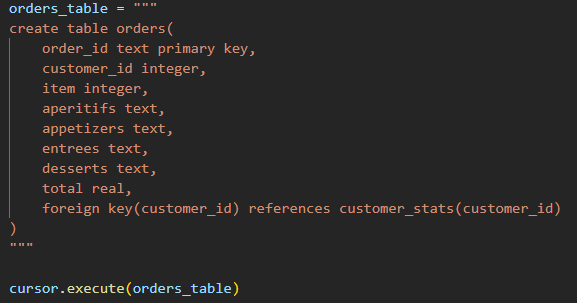 orders_table = """
create table orders(
    order_id text primary key,
    customer_id integer,
    item integer,
    aperitifs text,
    appetizers text,
    entrees text,
    desserts text,
    total real,
    foreign key(customer_id) references customer_stats(customer_id)
)
"""
cursor.execute(orders_table)